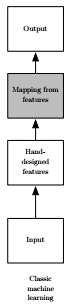 Output
Mapping from
features
Hand-
designed
features
Input
Classic
machine
learning